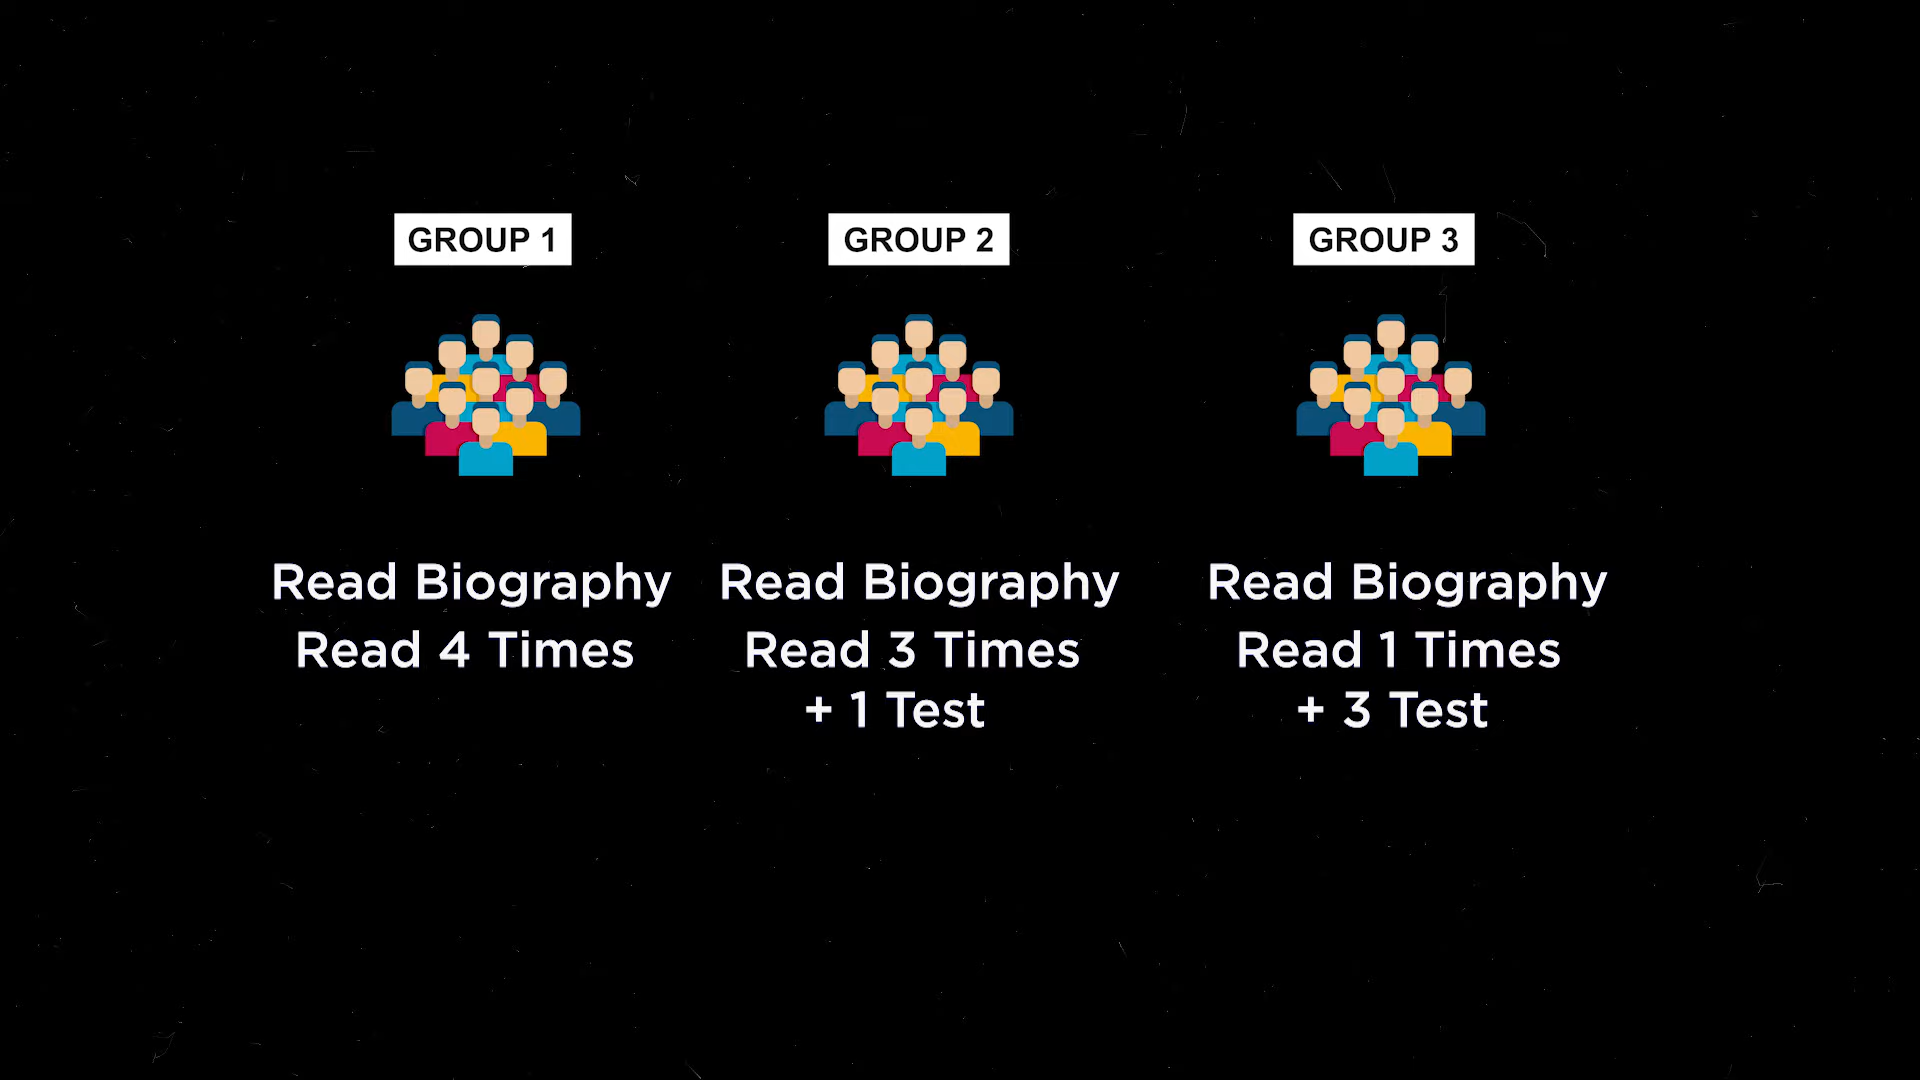 GROUP 1
Read Biography
Read 4 Times
GROUP 2
Read Biography
Read 3 Times
+ 1 Test
GROUP 3
Read Biography
Read 1 Times
+ 3 Test